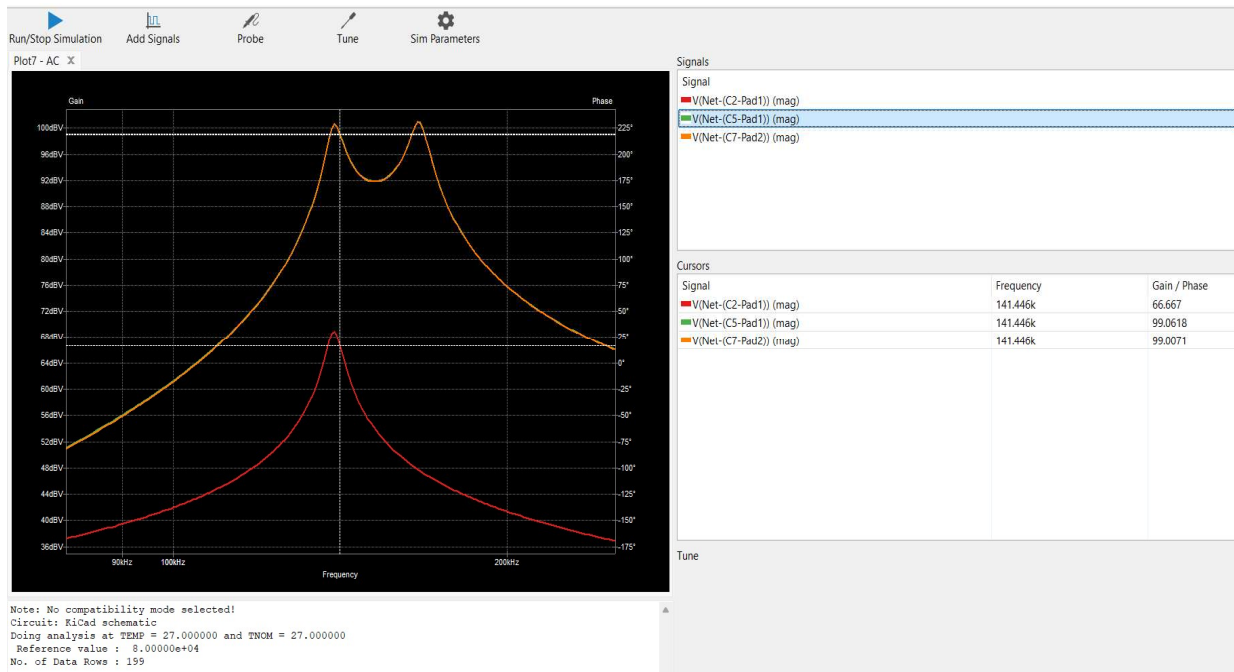 Run/Stop Simulation Add Signals Probe Tune Sim Parameters
Plot7 - AC X
Gain Phase
100dBV 225°
96dBV 200°
92dBV 175°
88dBV 150°
84dBV 125°
80dBV 100°
76dBV 75°
72dBV 50°
68dBV 25°
64dBV 0°
60dBV -25°
56dBV -50°
52dBV -75°
48dBV -100°
44dBV -125°
40dBV -150°
36dBV -175°
90kHz 100kHz 200kHz
Frequency
Note: No compatibility mode selected!
Circuit: KiCad schematic
Doing analysis at TEMP = 27.000000 and TNOM = 27.000000
Reference value : 8.00000e+04
No. of Data Rows : 199
Signals
Signal
V(Net-(C2-Pad1)) (mag)
V(Net-(C5-Pad1)) (mag)
V(Net-(C7-Pad2)) (mag)
Cursors
Signal Frequency Gain / Phase
V(Net-(C2-Pad1)) (mag) 141.446k 66.667
V(Net-(C5-Pad1)) (mag) 141.446k 99.0618
V(Net-(C7-Pad2)) (mag) 141.446k 99.0071
Tune